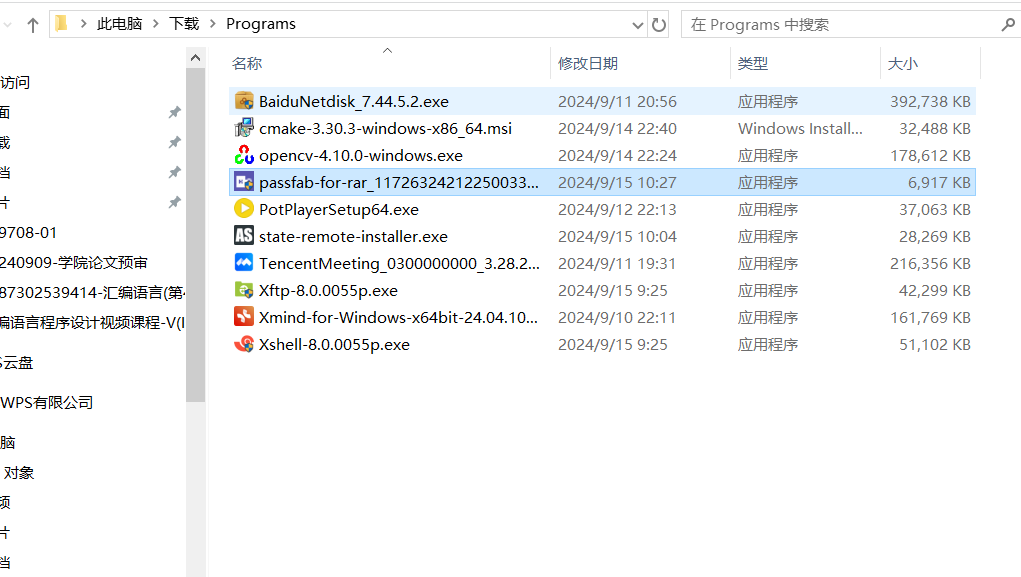 此电脑 > 下载 > Programs
在 Programs 中搜索
访问
面
载
档
片
9708-01
240909-学院论文预审
87302539414-汇编语言(第4
编语言程序设计视频课程-V(I
S云盘
WPS有限公司
脑
对象
频
片
档
名称 修改日期 类型 大小
BaiduNetdisk_7.44.5.2.exe 2024/9/11 20:56 应用程序 392,738 KB
cmake-3.30.3-windows-x86_64.msi 2024/9/14 22:40 Windows Install... 32,488 KB
opencv-4.10.0-windows.exe 2024/9/14 22:24 应用程序 178,612 KB
passfab-for-rar_11726324212250033... 2024/9/15 10:27 应用程序 6,917 KB
PotPlayerSetup64.exe 2024/9/12 22:13 应用程序 37,063 KB
AS state-remote-installer.exe 2024/9/15 10:04 应用程序 28,269 KB
TencentMeeting_0300000000_3.28.2... 2024/9/11 19:31 应用程序 216,356 KB
Xftp-8.0.0055p.exe 2024/9/15 9:25 应用程序 42,299 KB
Xmind-for-Windows-x64bit-24.04.10... 2024/9/10 22:11 应用程序 161,769 KB
Xshell-8.0.0055p.exe 2024/9/15 9:25 应用程序 51,102 KB